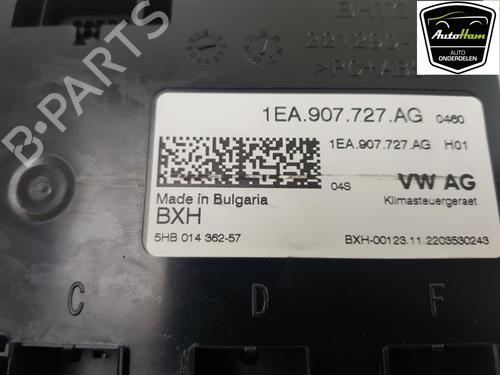 BHTC
AutoHam
AUTO
ONDERDELEN
>PC+ABS
1EA.907.727.AG 0460
1EA.907.727.AG H01
04S VW AG
Made in Bulgaria
Klimasteuergeraet
BXH
5HB 014 362-57
BXH-00123.11.2203530243
B-PARTS
C D F